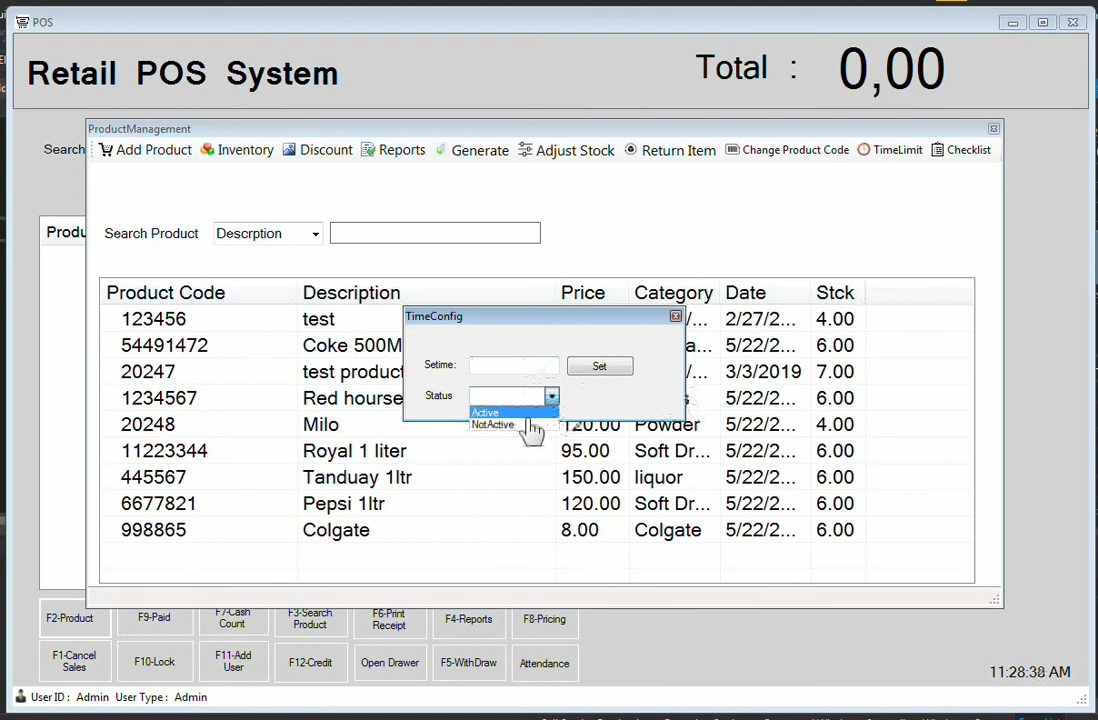 POS
Retail POS System
Total : 0,00
ProductManagement
Search
Add Product Inventory Discount Reports Generate Adjust Stock Return Item Change Product Code TimeLimit Checklist
Search Product Descrption
Produ
Product Code Description Price Category Date Stck
123456 test 2/27/2... 4.00
54491472 Coke 500M 5/22/2... 6.00
20247 test product 3/3/2019 7.00
1234567 Red hourse 5/22/2... 6.00
20248 Milo 120.00 Powder 5/22/2... 4.00
11223344 Royal 1 liter 95.00 Soft Dr... 5/22/2... 6.00
445567 Tanduay 1ltr 150.00 liquor 5/22/2... 6.00
6677821 Pepsi 1ltr 120.00 Soft Dr... 5/22/2... 6.00
998865 Colgate 8.00 Colgate 5/22/2... 6.00
TimeConfig
Setime: Set
Status
Active
NotActive
F2-Product F9-Paid F7-Cash Count F3-Search Product F6-Print Receipt F4-Reports F8-Pricing
F1-Cancel Sales F10-Lock F11-Add User F12-Credit Open Drawer F5-WithDraw Attendance
11:28:38 AM
User ID : Admin User Type : Admin